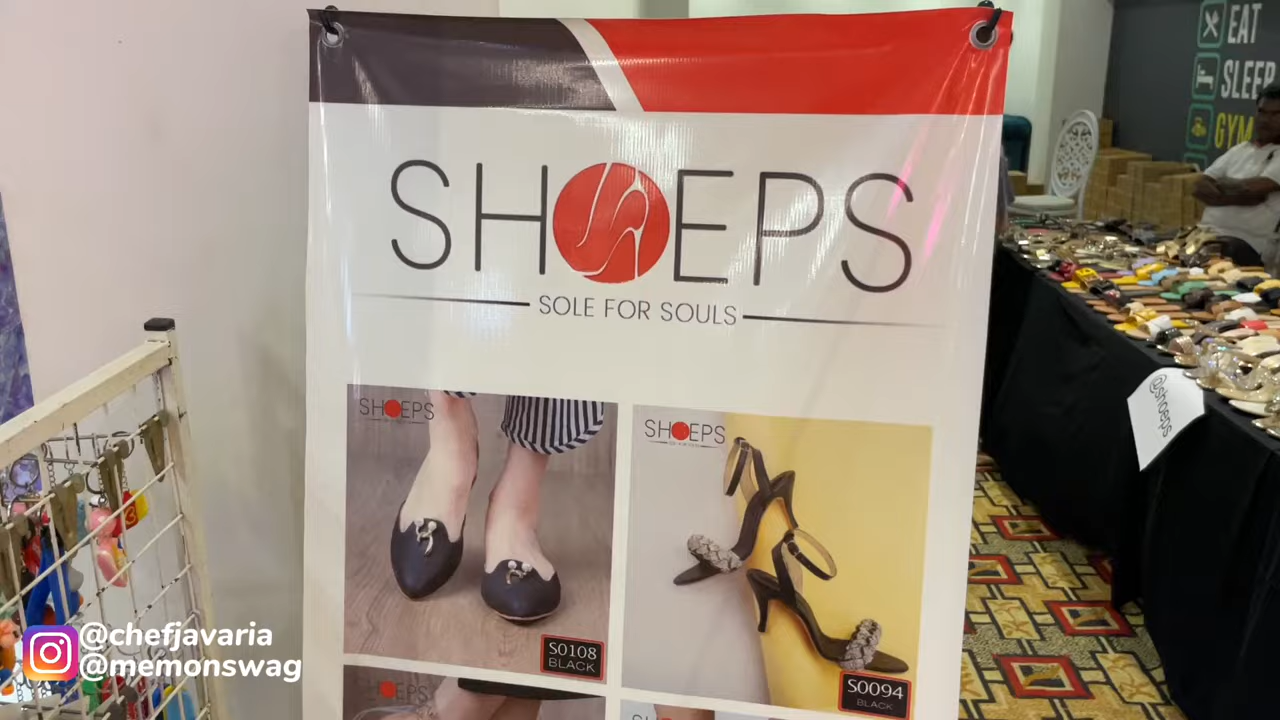 EAT
SLEEP
GYM
SHOEPS
SOLE FOR SOULS
@shoeps
SHOEPS
SHOEPS
S0108
BLACK
S0094
BLACK
SHOEPS
@chefjavaria
@memonswag